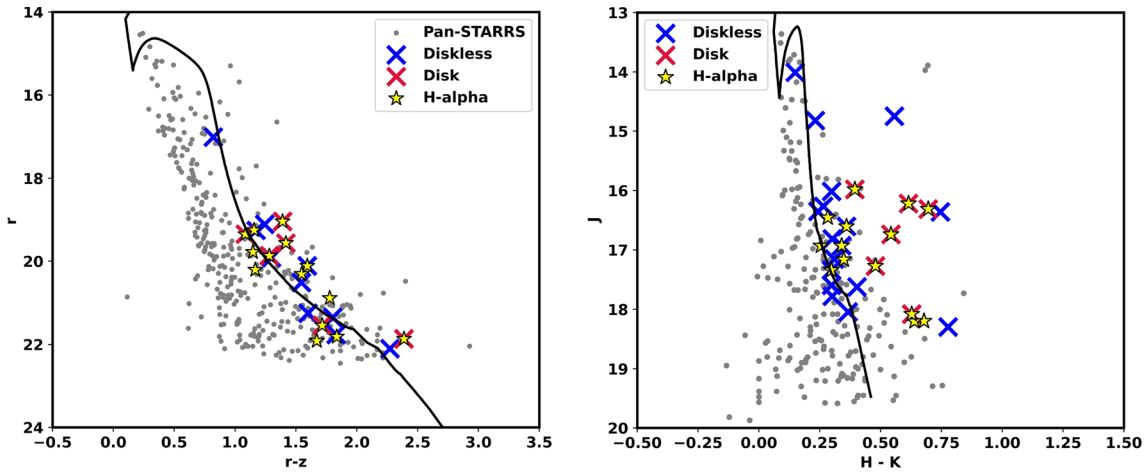 14
16
18
20
22
24
r
−0.5
0.0
0.5
1.0
1.5
2.0
2.5
3.0
3.5
r-z
Pan-STARRS
Diskless
Disk
H-alpha
13
14
15
16
17
18
19
20
J
−0.50
−0.25
0.00
0.25
0.50
0.75
1.00
1.25
1.50
H - K
Diskless
Disk
H-alpha